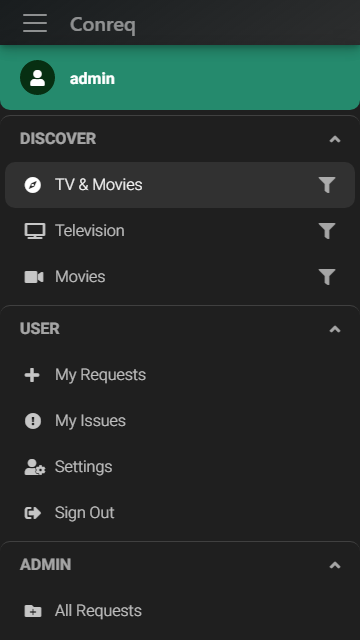 Conreq
admin
DISCOVER
TV & Movies
Television
Movies
USER
My Requests
My Issues
Settings
Sign Out
ADMIN
All Requests